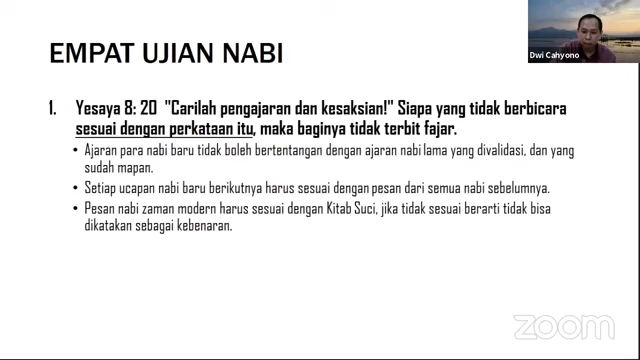 Dwi Cahyono
EMPAT UJIAN NABI
1. Yesaya 8: 20 "Carilah pengajaran dan kesaksian!" Siapa yang tidak berbicara
sesuai dengan perkataan itu, maka baginya tidak terbit fajar.
• Ajaran para nabi baru tidak boleh bertentangan dengan ajaran nabi lama yang divalidasi, dan yang
sudah mapan.
• Setiap ucapan nabi baru berikutnya harus sesuai dengan pesan dari semua nabi sebelumnya.
• Pesan nabi zaman modern harus sesuai dengan Kitab Suci, jika tidak sesuai berarti tidak bisa
dikatakan sebagai kebenaran.
zoom